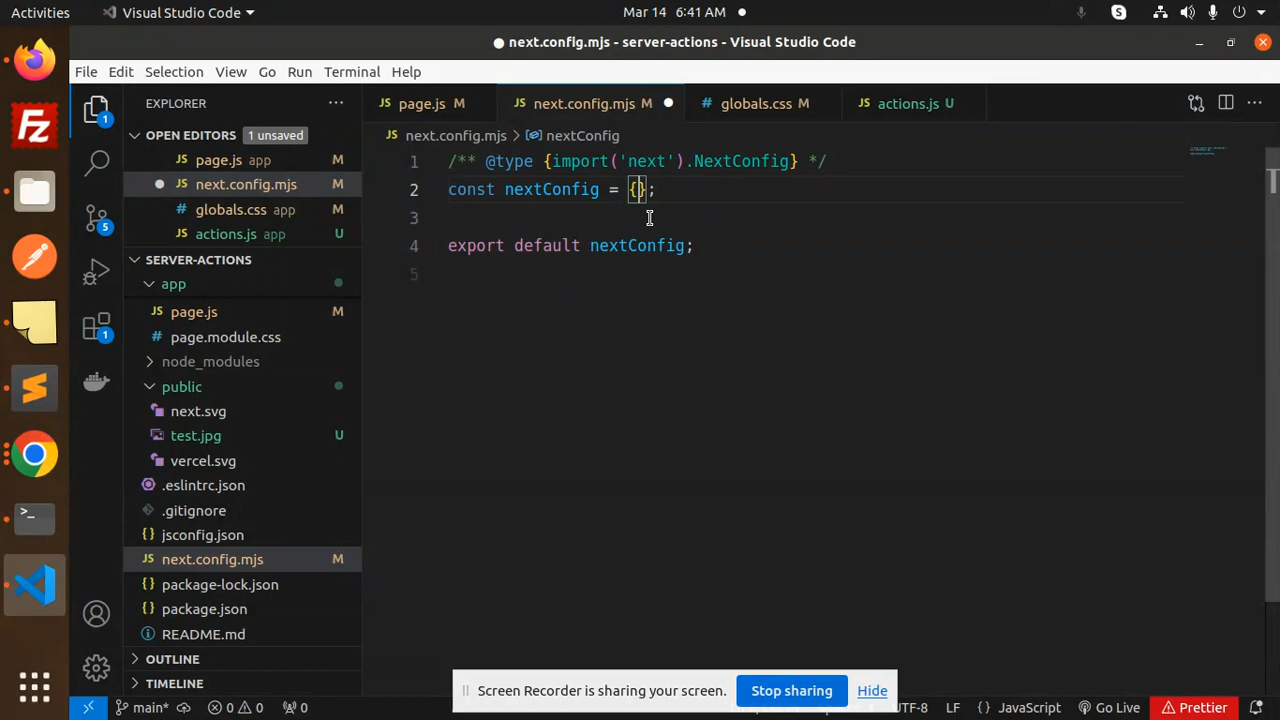 Activities
Visual Studio Code
Mar 14 6:41 AM
next.config.mjs - server-actions - Visual Studio Code
File Edit Selection View Go Run Terminal Help
EXPLORER
page.js M
next.config.mjs M
globals.css M
actions.js U
OPEN EDITORS 1 unsaved
next.config.mjs > nextConfig
page.js app M
next.config.mjs M
globals.css app M
actions.js app U
1 /** @type {import('next').NextConfig} */
2 const nextConfig = {};
3
4 export default nextConfig;
5
SERVER-ACTIONS
app
page.js M
page.module.css
node_modules
public
next.svg
test.jpg U
vercel.svg
.eslintrc.json
.gitignore
jsconfig.json
next.config.mjs M
package-lock.json
package.json
README.md
OUTLINE
TIMELINE
1
5
1
Fz
Screen Recorder is sharing your screen. Stop sharing Hide
main* 0 0 0 UTF-8 LF {} JavaScript Go Live Prettier